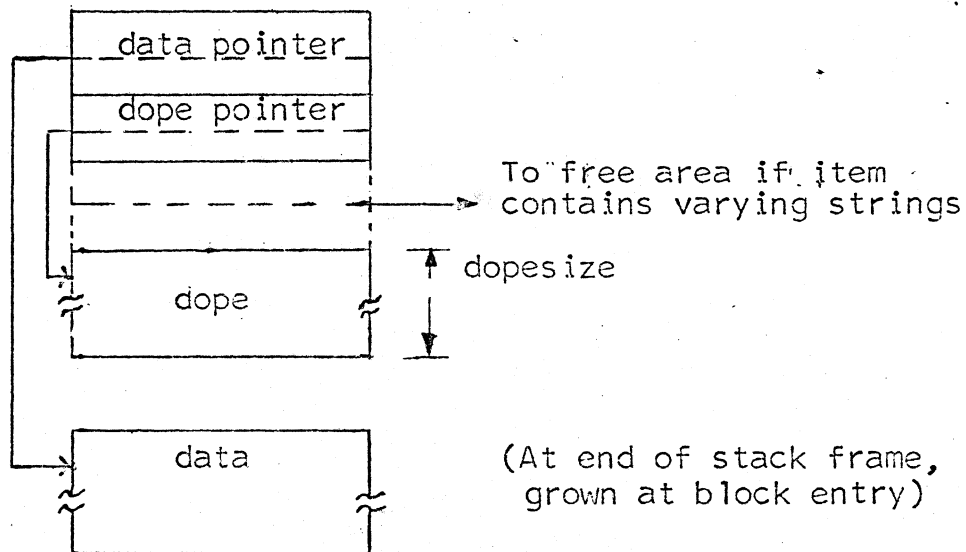 data pointer
dope pointer
To free area if item
contains varying strings
dopesize
dope
data
(At end of stack frame,
grown at block entry)